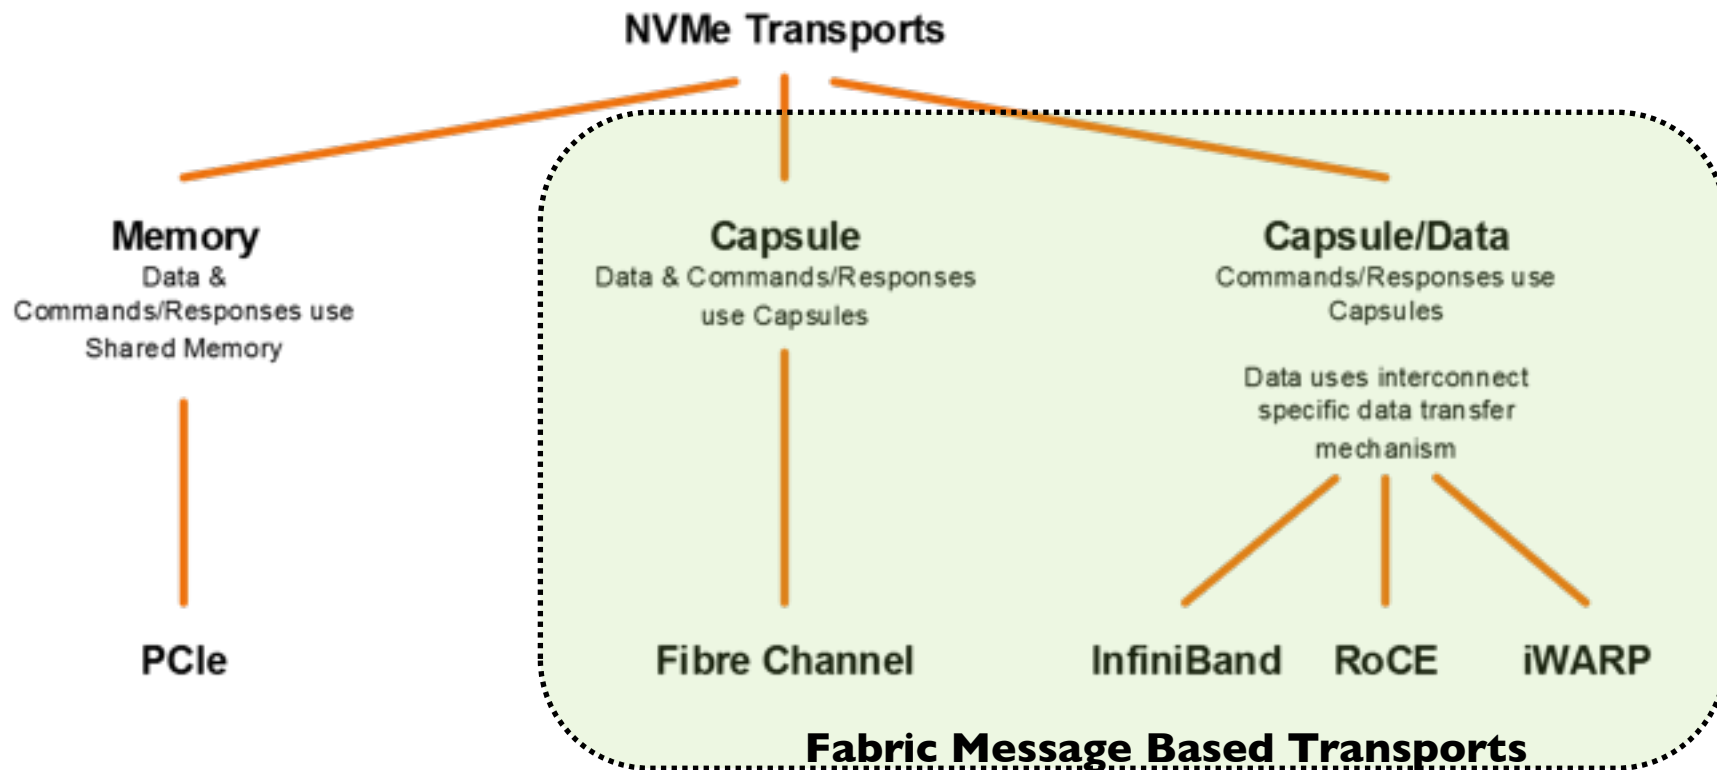 NVMe Transports
Memory
Data &
Commands/Responses use
Shared Memory
PCIe
Capsule
Data & Commands/Responses
use Capsules
Fibre Channel
Capsule/Data
Commands/Responses use
Capsules
Data uses interconnect
specific data transfer
mechanism
InfiniBand
RoCE
iWARP
Fabric Message Based Transports